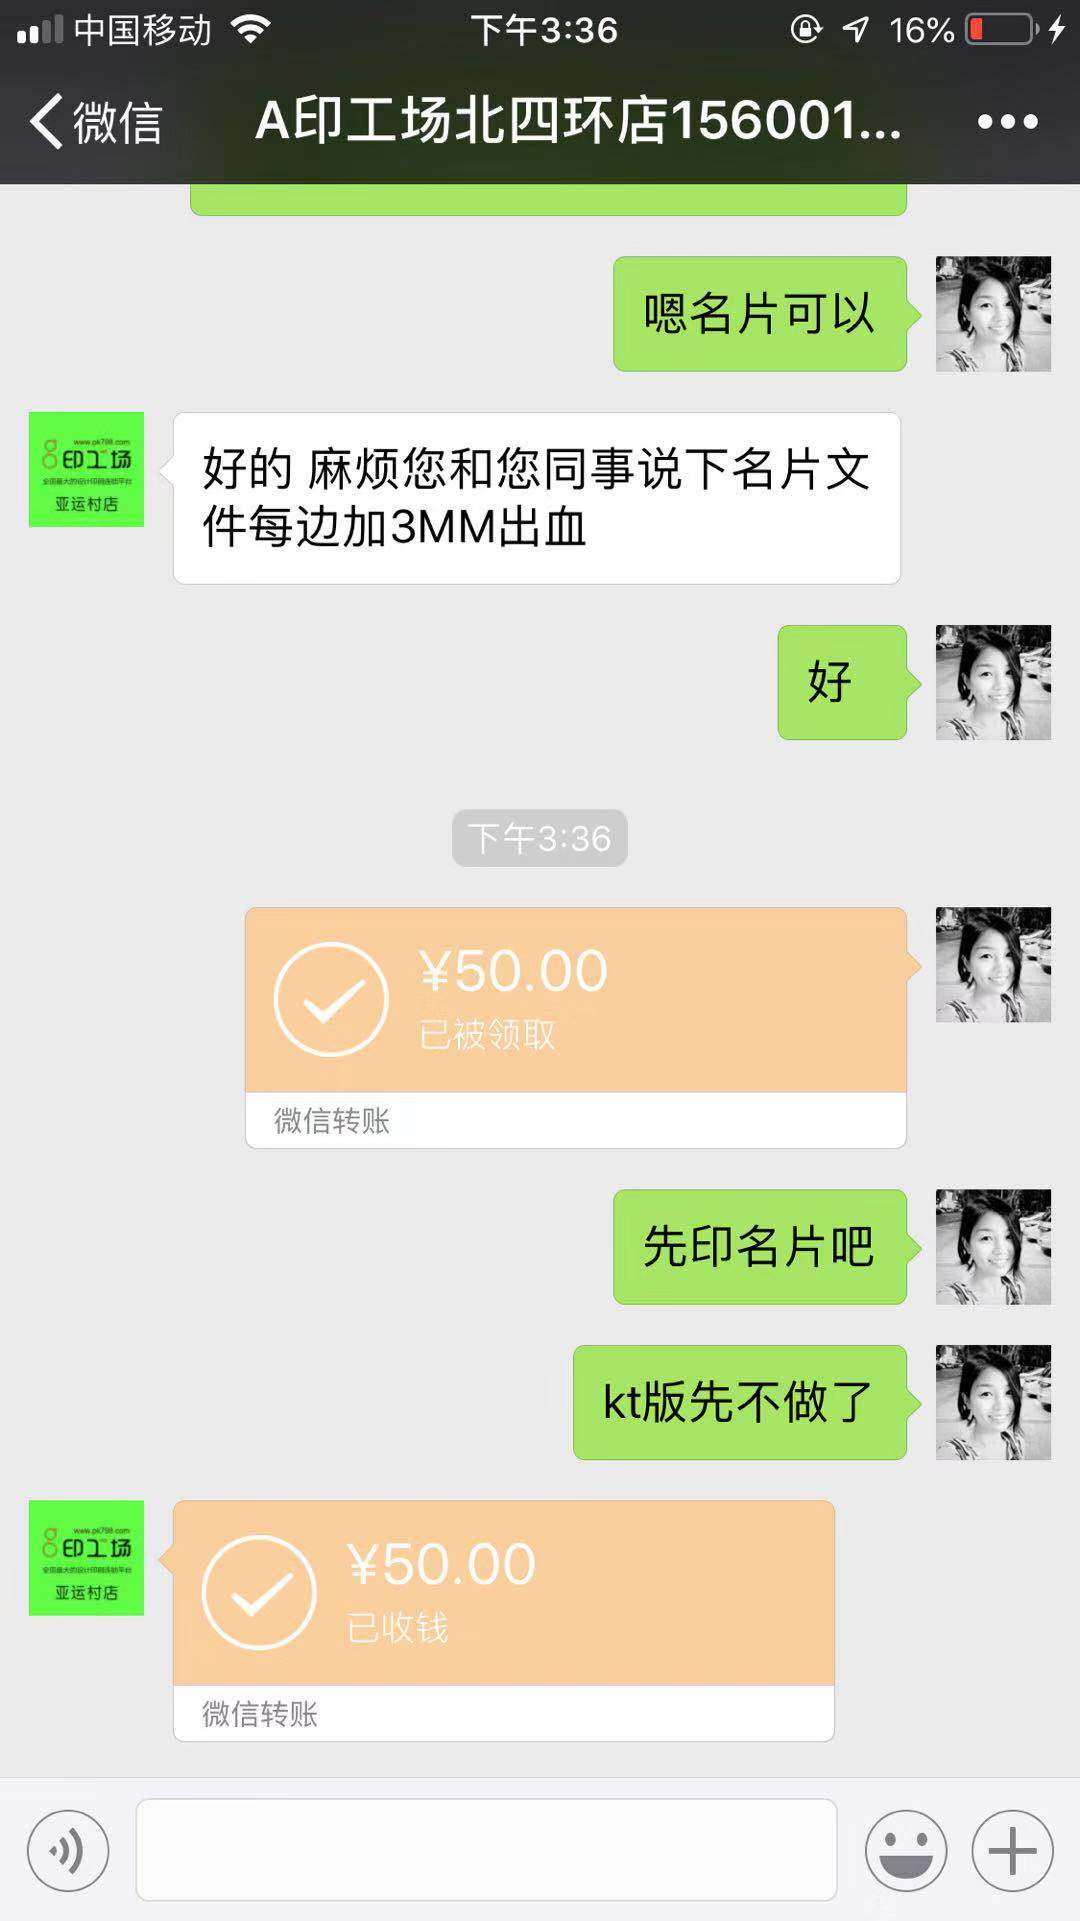 中国移动 下午3:36 16%
微信 A印工场北四环店156001...
嗯名片可以
www.pk798.com
印工场
亚运村店
好的 麻烦您和您同事说下名片文
件每边加3MM出血
好
下午3:36
¥50.00
已被领取
微信转账
先印名片吧
kt版先不做了
www.pk798.com
印工场
亚运村店
¥50.00
已收钱
微信转账